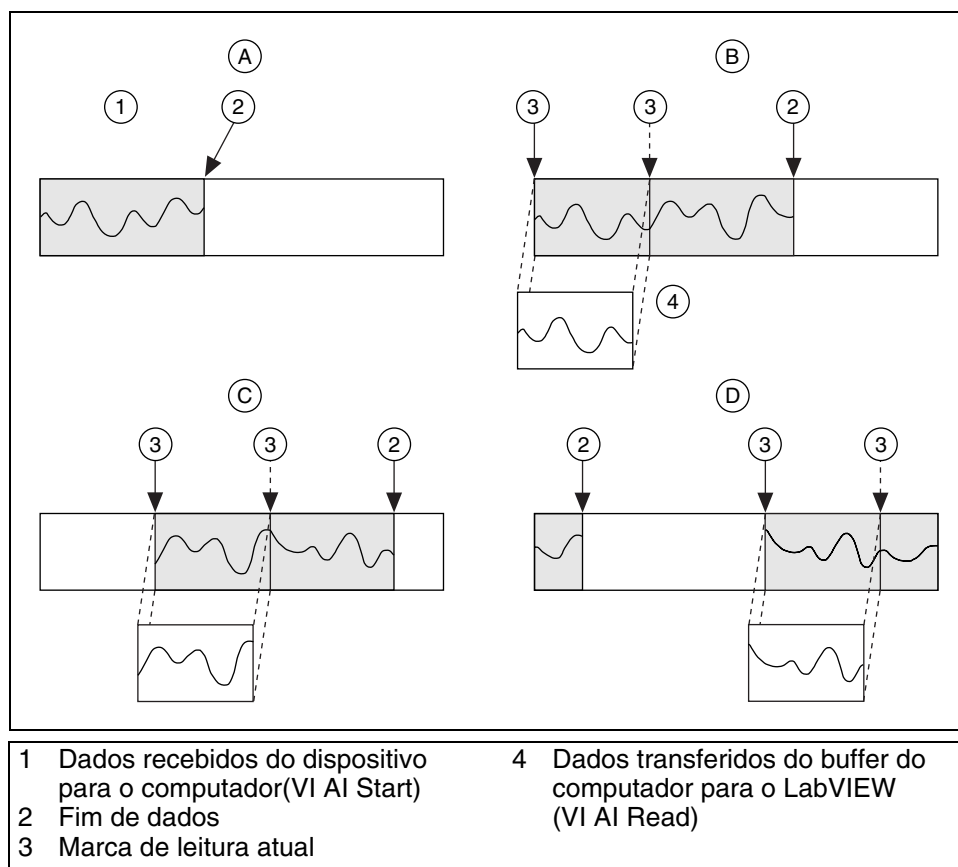 A
B
1
2
3
3
2
4
C
D
3
3
2
2
3
3
1 Dados recebidos do dispositivo
para o computador(VI AI Start)
2 Fim de dados
3 Marca de leitura atual
4 Dados transferidos do buffer do
computador para o LabVIEW
(VI AI Read)